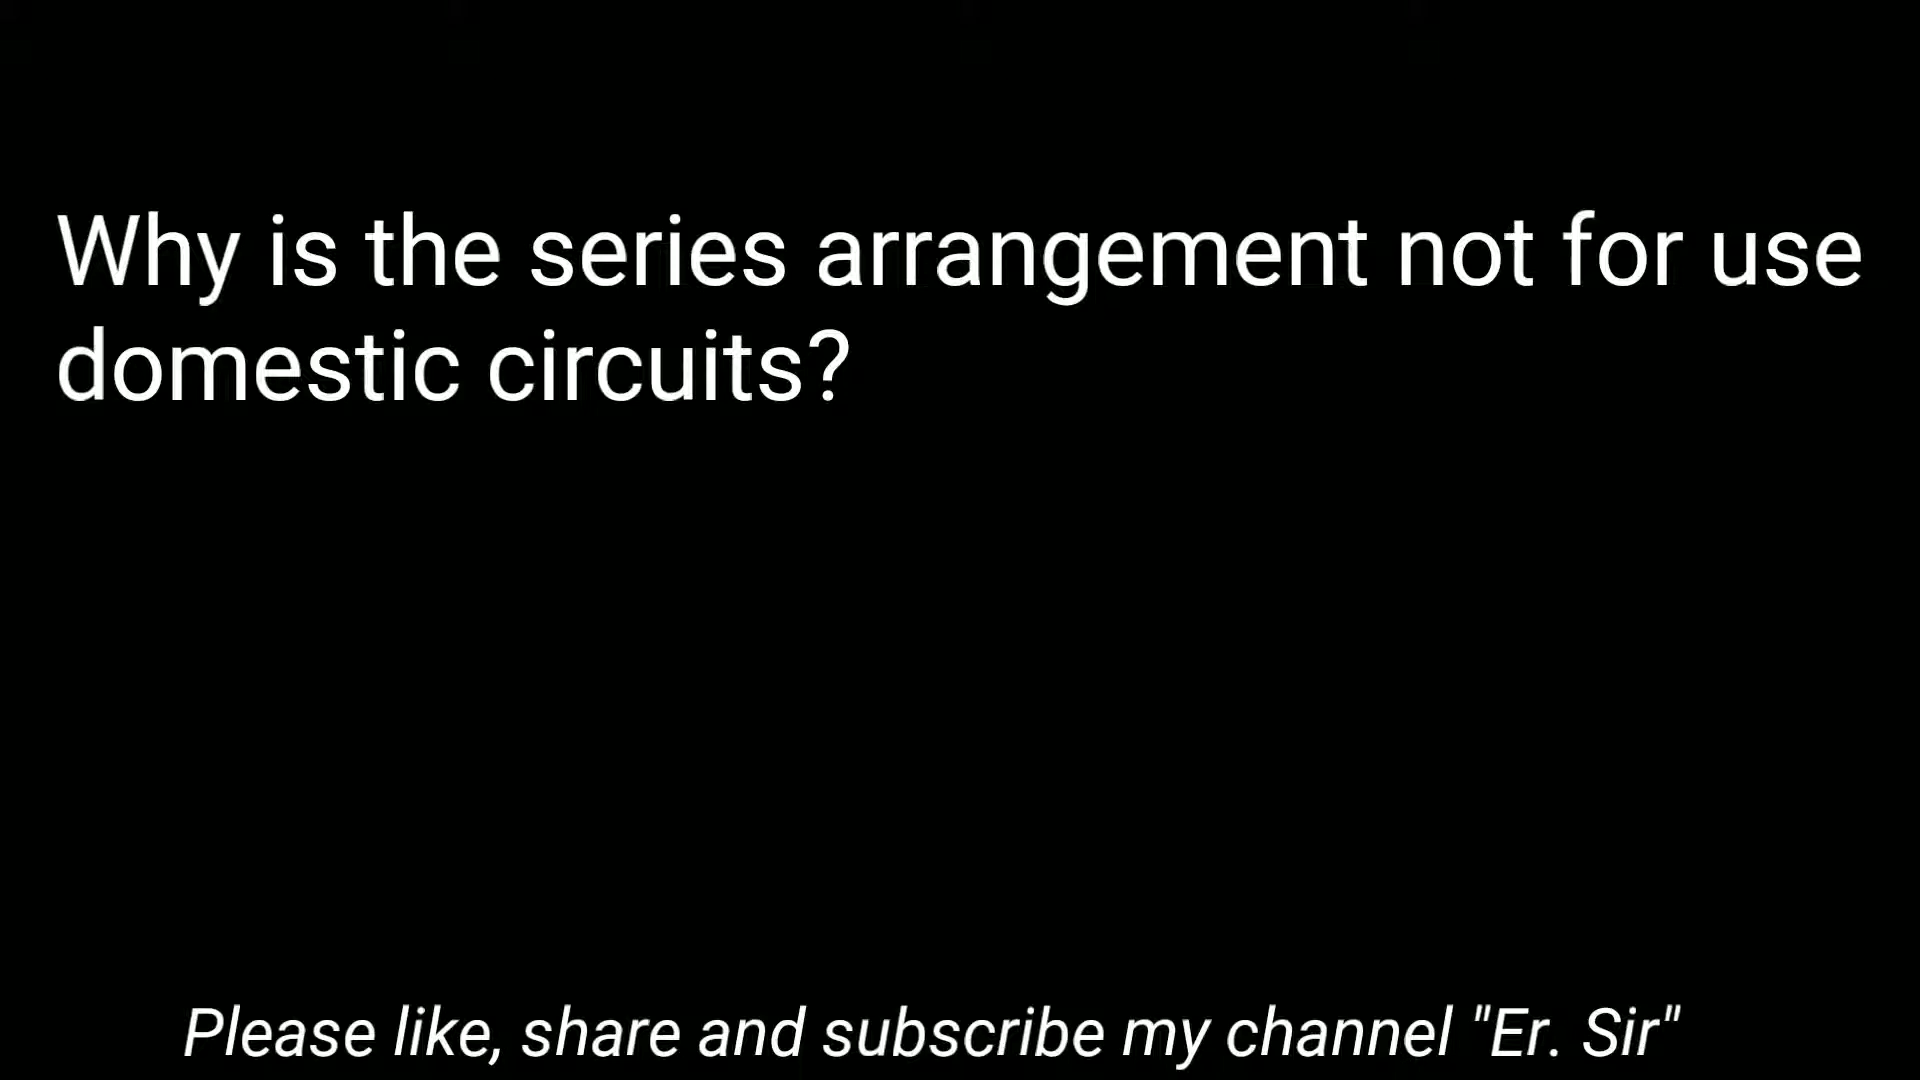 Why is the series arrangement not for use
domestic circuits?
Please like, share and subscribe my channel "Er. Sir"